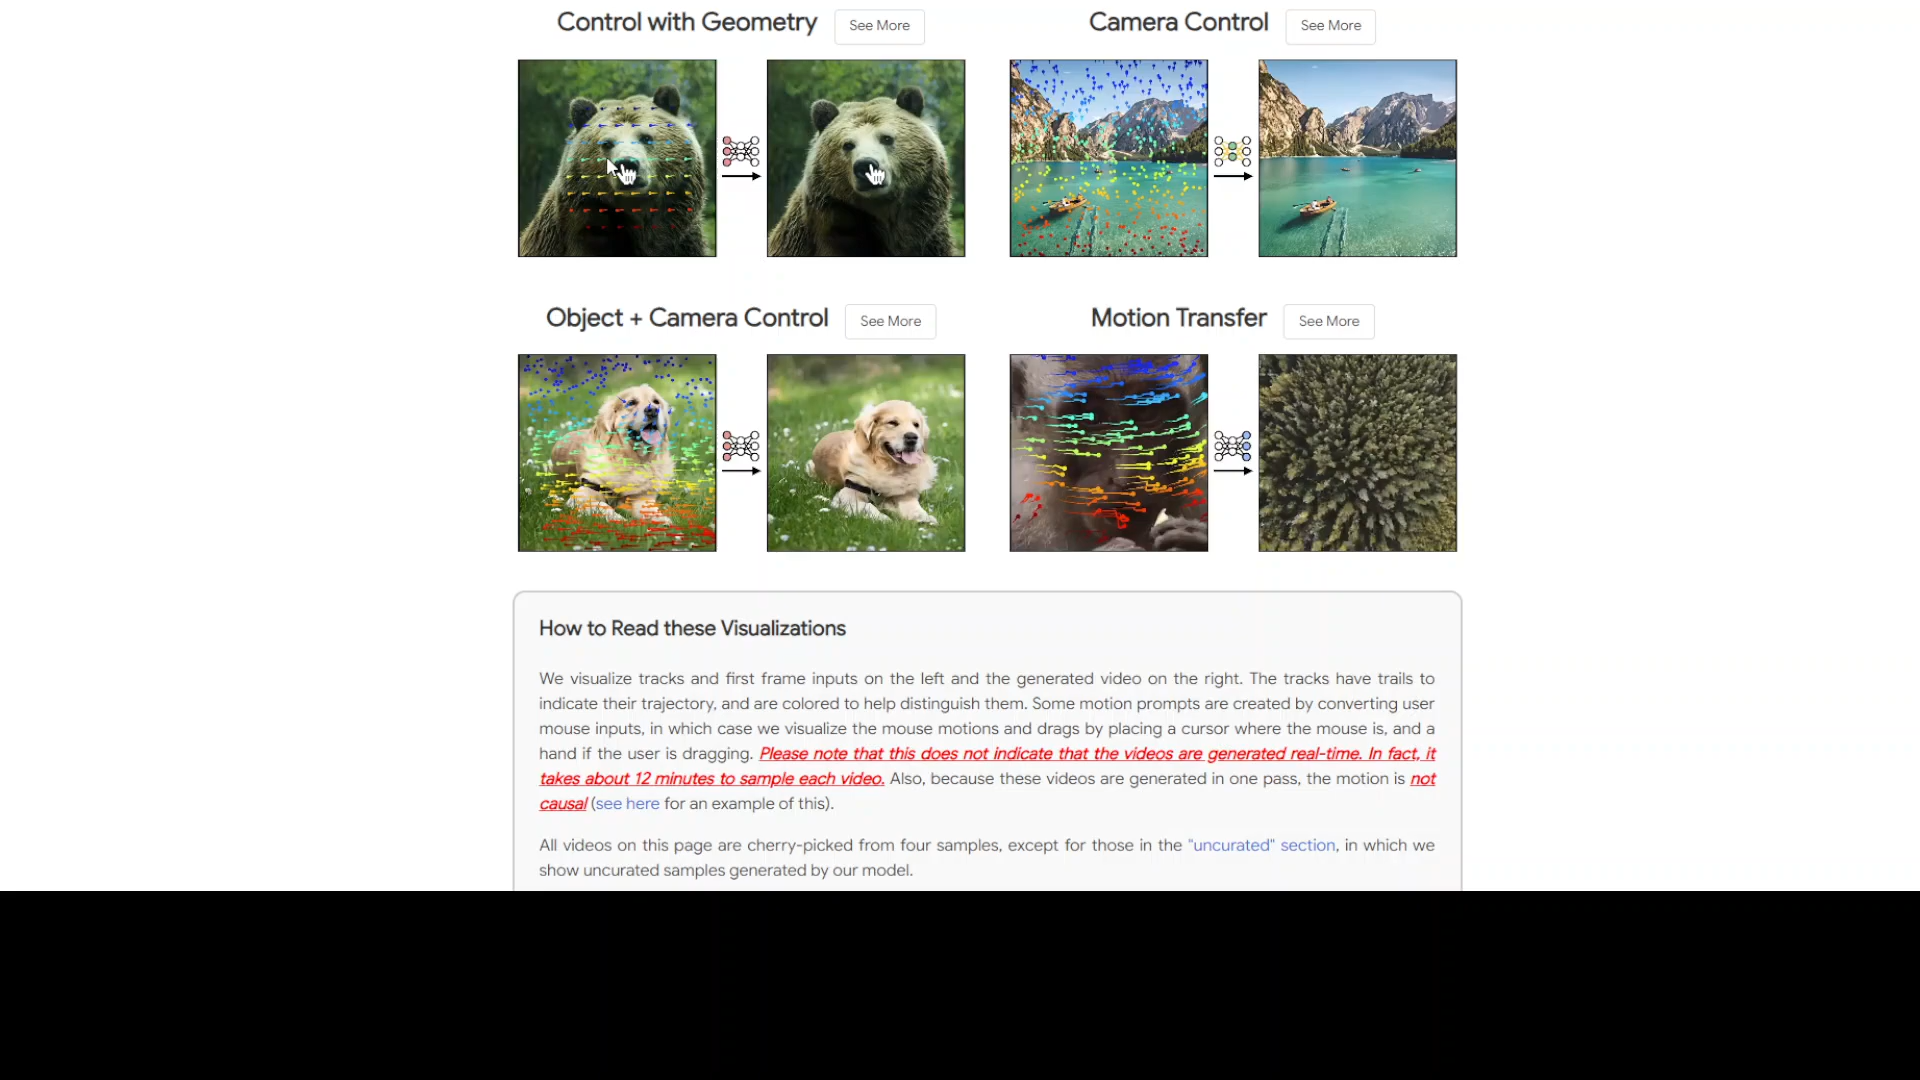 Control with Geometry
See More
Camera Control
See More
Object + Camera Control
See More
Motion Transfer
See More
How to Read these Visualizations
We visualize tracks and first frame inputs on the left and the generated video on the right. The tracks have trails to
indicate their trajectory, and are colored to help distinguish them. Some motion prompts are created by converting user
mouse inputs, in which case we visualize the mouse motions and drags by placing a cursor where the mouse is, and a
hand if the user is dragging. Please note that this does not indicate that the videos are generated real-time. In fact, it
takes about 12 minutes to sample each video. Also, because these videos are generated in one pass, the motion is not
causal (see here for an example of this).
All videos on this page are cherry-picked from four samples, except for those in the "uncurated" section, in which we
show uncurated samples generated by our model.